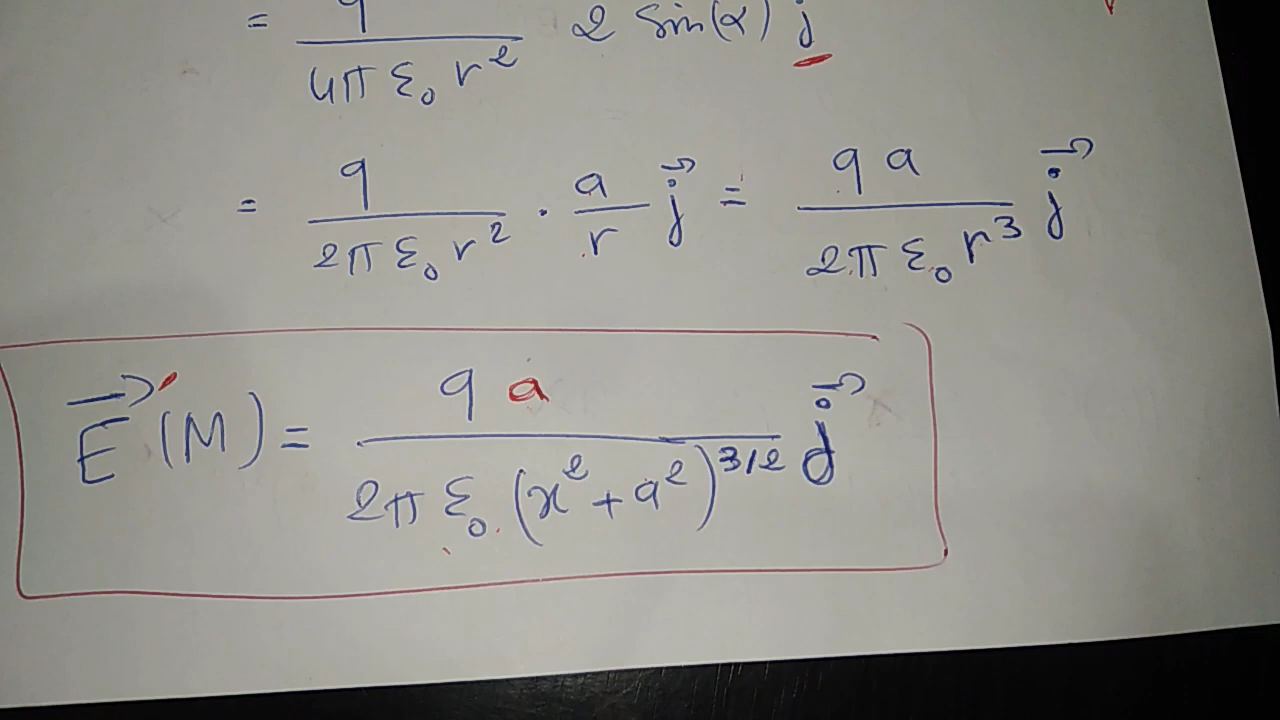 = q / 4π ε₀ r² 2 sin(α) j
= q / 2π ε₀ r² · a / r j⃗ = q a / 2π ε₀ r³ j⃗
E⃗ (M) = q a / 2π ε₀ (x² + a²)^3/2 j⃗